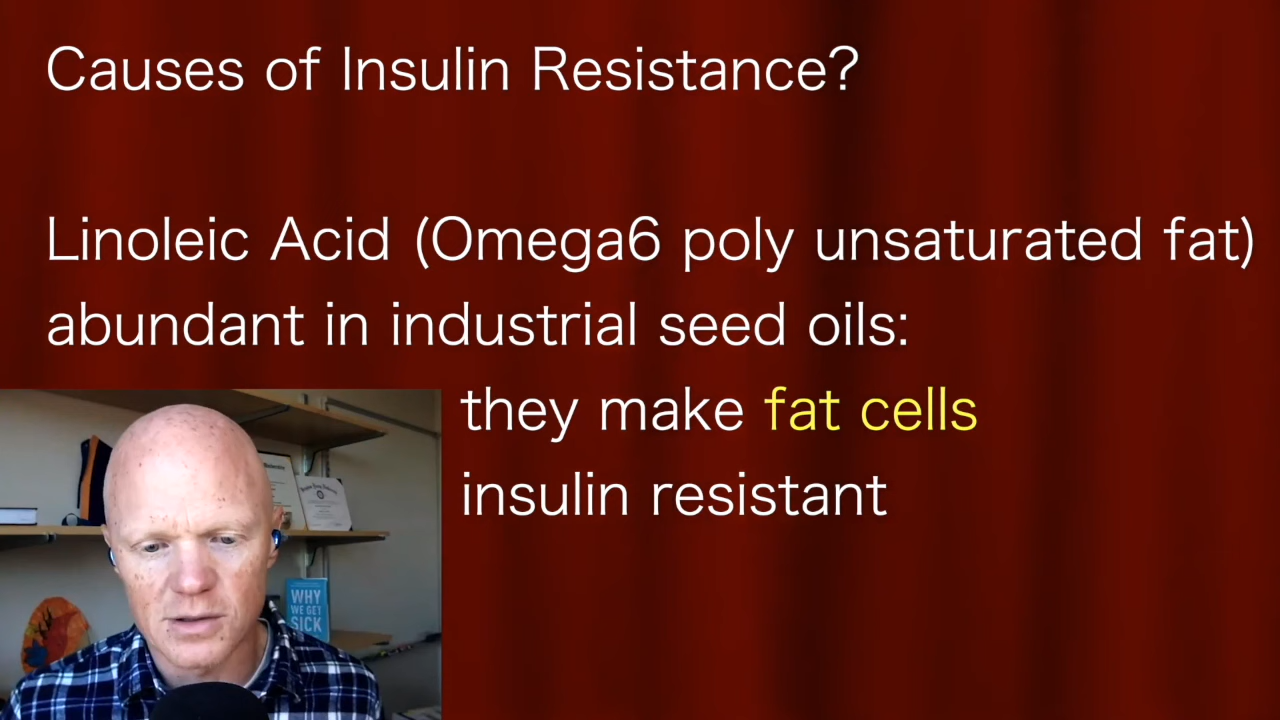 Causes of Insulin Resistance?
Linoleic Acid (Omega6 poly unsaturated fat)
abundant in industrial seed oils:
they make fat cells
insulin resistant
WHY
WE GET
SICK